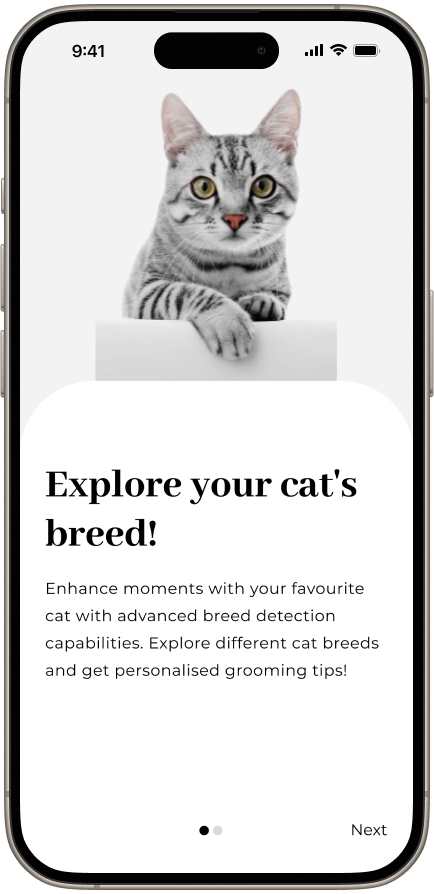 9:41
Explore your cat's
breed!
Enhance moments with your favourite
cat with advanced breed detection
capabilities. Explore different cat breeds
and get personalised grooming tips!
Next